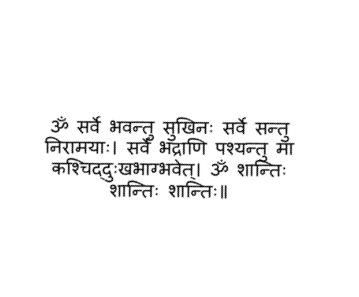 ॐ सर्वे भवन्तु सुखिनः सर्वे सन्तु
निरामयाः। सर्वे भद्राणि पश्यन्तु मा
कश्चिद्दुःखभाग्भवेत्। ॐ शान्तिः
शान्तिः शान्तिः॥